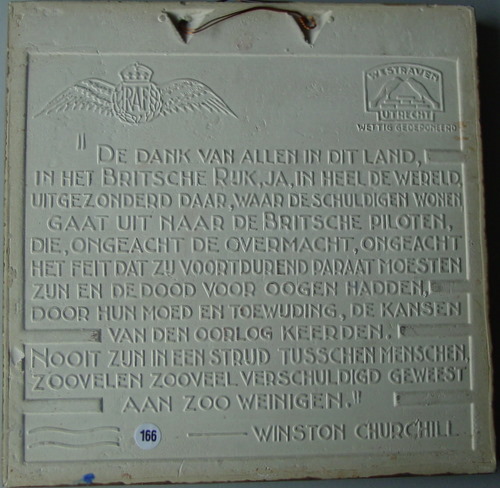 RAF
WESTRAVEN
UTRECHT
WETTIG GEDEPONEERD
"DE DANK VAN ALLEN IN DIT LAND,
IN HET BRITSCHE RIJK, JA, IN HEEL DE WERELD,
UITGEZONDERD DAAR, WAAR DE SCHULDIGEN WONEN
GAAT UIT NAAR DE BRITSCHE PILOTEN,
DIE, ONGEACHT DE OVERMACHT, ONGEACHT
HET FEIT DAT ZIJ VOORTDUREND PARAAT MOESTEN
ZIJN EN DE DOOD VOOR OOGEN HADDEN,
DOOR HUN MOED EN TOEWIJDING, DE KANSEN
VAN DEN OORLOG KEERDEN.
NOOIT ZIJN IN EEN STRIJD TUSSCHEN MENSCHEN,
ZOOVELEN ZOOVEEL VERSCHULDIGD GEWEEST
AAN ZOO WEINIGEN."
166
WINSTON CHURCHILL